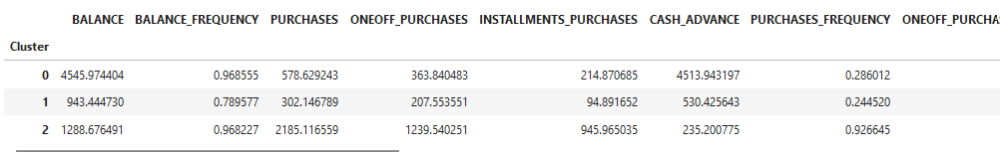 BALANCE BALANCE_FREQUENCY PURCHASES ONEOFF_PURCHASES INSTALLMENTS_PURCHASES CASH_ADVANCE PURCHASES_FREQUENCY ONEOFF_PURCHA
Cluster
0 4545.974404 0.968555 578.629243 363.840483 214.870685 4513.943197 0.286012
1 943.444730 0.789577 302.146789 207.553551 94.891652 530.425643 0.244520
2 1288.676491 0.968227 2185.116559 1239.540251 945.965035 235.200775 0.926645